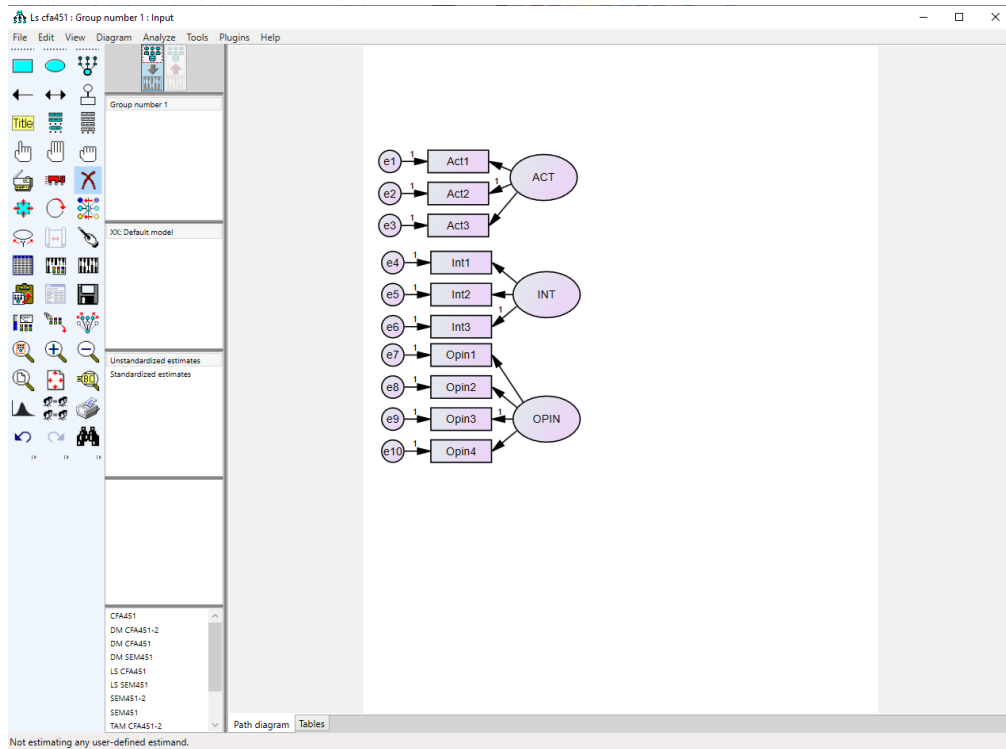 Ls cfa451 : Group number 1 : Input
File Edit View Diagram Analyze Tools Plugins Help
Title
Group number 1
XX: Default model
Unstandardized estimates
Standardized estimates
CFA451
DM CFA451-2
DM CFA451
DM SEM451
LS CFA451
LS SEM451
SEM451-2
SEM451
TAM CFA451-2
e1 1 Act1
e2 1 Act2 1 ACT
e3 1 Act3
e4 1 Int1
e5 1 Int2 INT
e6 1 Int3 1
e7 1 Opin1
e8 1 Opin2
e9 1 Opin3 1 OPIN
e10 1 Opin4
Path diagram Tables
Not estimating any user-defined estimand.